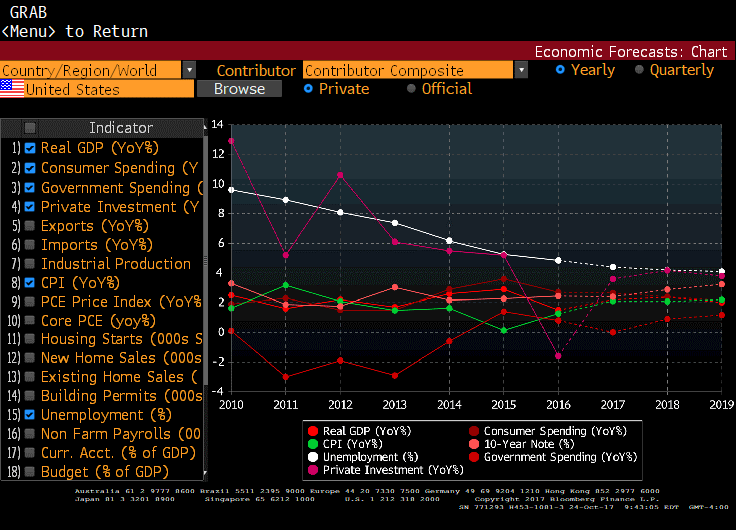 GRAB
<Menu> to Return
Economic Forecasts: Chart
Country/Region/World Contributor Contributor Composite Yearly Quarterly
United States Browse Private Official
Indicator
1) Real GDP (YoY%)
2) Consumer Spending (Y
3) Government Spending (
4) Private Investment (Y
5) Exports (YoY%)
6) Imports (YoY%)
7) Industrial Production
8) CPI (YoY%)
9) PCE Price Index (YoY%
10) Core PCE (yoy%)
11) Housing Starts (000s S
12) New Home Sales (000s
13) Existing Home Sales (
14) Building Permits (000s
15) Unemployment (%)
16) Non Farm Payrolls (00
17) Curr. Acct. (% of GDP)
18) Budget (% of GDP)
14
12
10
8
6
4
2
0
-2
-4
2010 2011 2012 2013 2014 2015 2016 2017 2018 2019
Real GDP (YoY%) Consumer Spending (YoY%)
CPI (YoY%) 10-Year Note (%)
Unemployment (%) Government Spending (YoY%)
Private Investment (YoY%)
Australia 61 2 9777 8600 Brazil 5511 2395 9000 Europe 44 20 7330 7500 Germany 49 69 9204 1210 Hong Kong 852 2977 6000
Japan 81 3 3201 8900 Singapore 65 6212 1000 U.S. 1 212 318 2000 Copyright 2017 Bloomberg Finance L.P.
SN 771293 H453-1081-3 24-Oct-17 9:43:05 EDT GMT-4:00